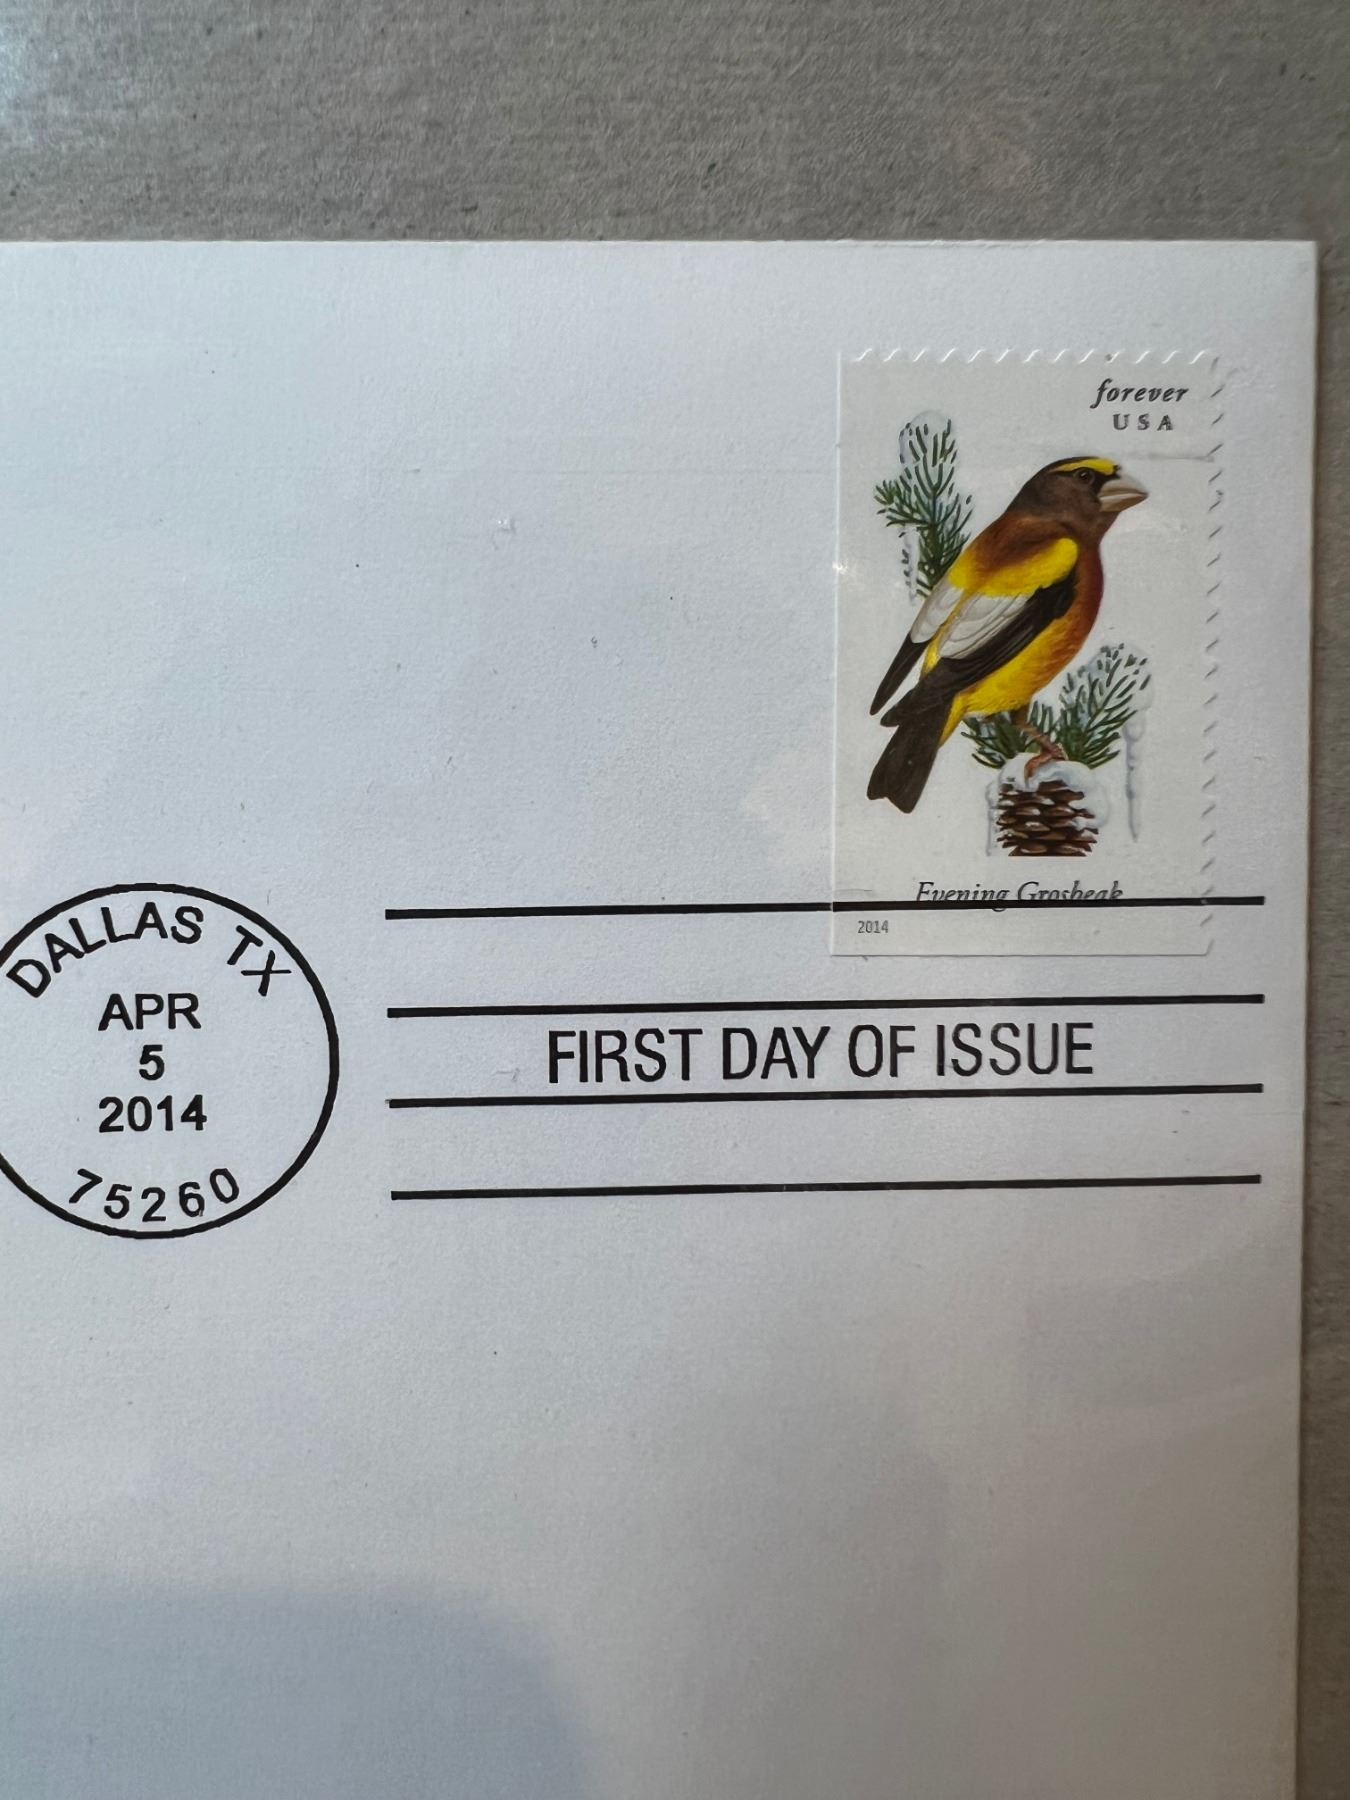 forever
USA
Evening Grosbeak
2014
DALLAS TX
APR
5
2014
75260
FIRST DAY OF ISSUE